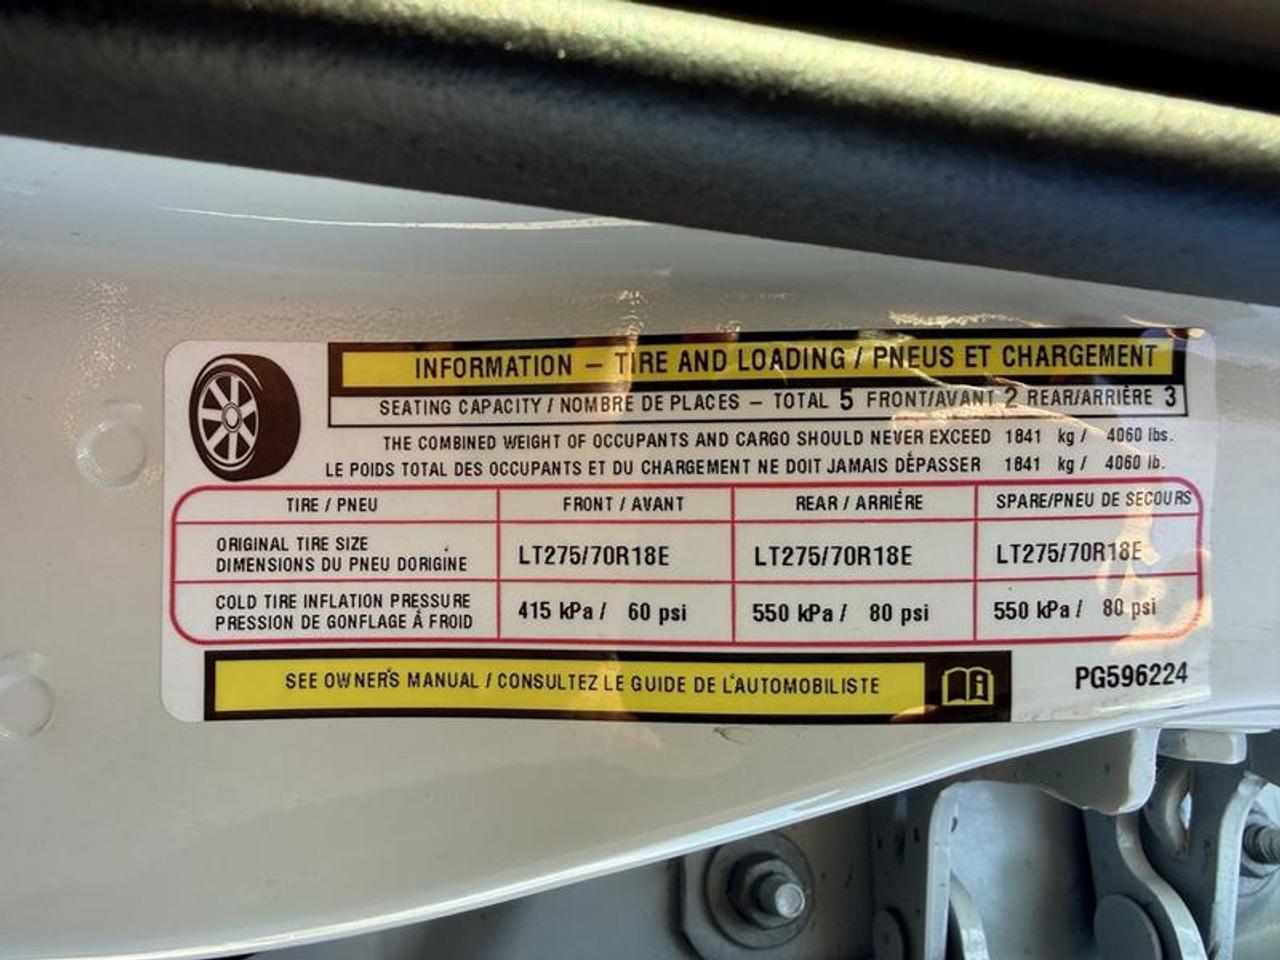 INFORMATION – TIRE AND LOADING / PNEUS ET CHARGEMENT
SEATING CAPACITY / NOMBRE DE PLACES – TOTAL 5 FRONT/AVANT 2 REAR/ARRIÈRE 3
THE COMBINED WEIGHT OF OCCUPANTS AND CARGO SHOULD NEVER EXCEED 1841 kg / 4060 lbs.
LE POIDS TOTAL DES OCCUPANTS ET DU CHARGEMENT NE DOIT JAMAIS DÉPASSER 1841 kg / 4060 lb.
TIRE / PNEU FRONT / AVANT REAR / ARRIÉRE SPARE/PNEU DE SECOURS
ORIGINAL TIRE SIZE
DIMENSIONS DU PNEU DORIGINE
LT275/70R18E LT275/70R18E LT275/70R18E
COLD TIRE INFLATION PRESSURE
PRESSION DE GONFLAGE À FROID
415 kPa / 60 psi 550 kPa / 80 psi 550 kPa / 80 psi
SEE OWNER'S MANUAL / CONSULTEZ LE GUIDE DE L'AUTOMOBILISTE
PG596224